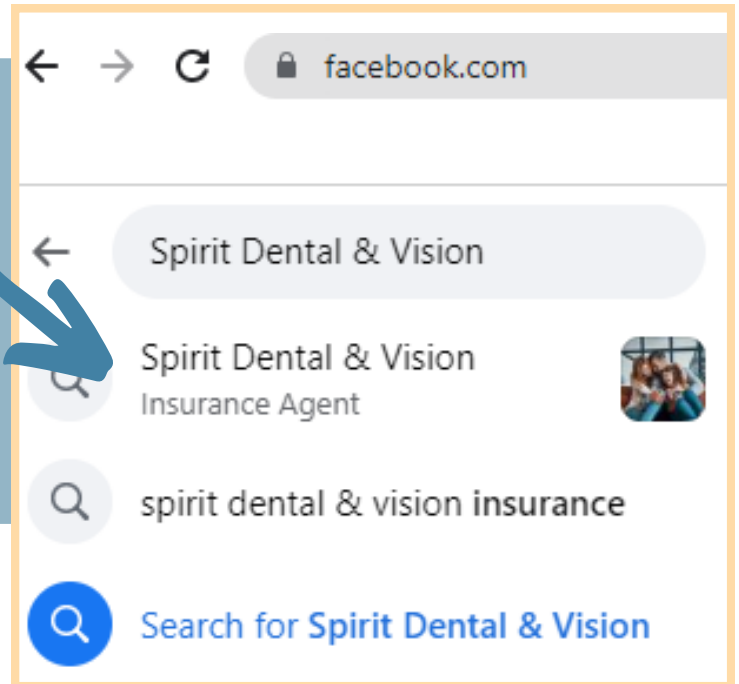 facebook.com
Spirit Dental & Vision
Spirit Dental & Vision
Insurance Agent
spirit dental & vision insurance
Search for Spirit Dental & Vision